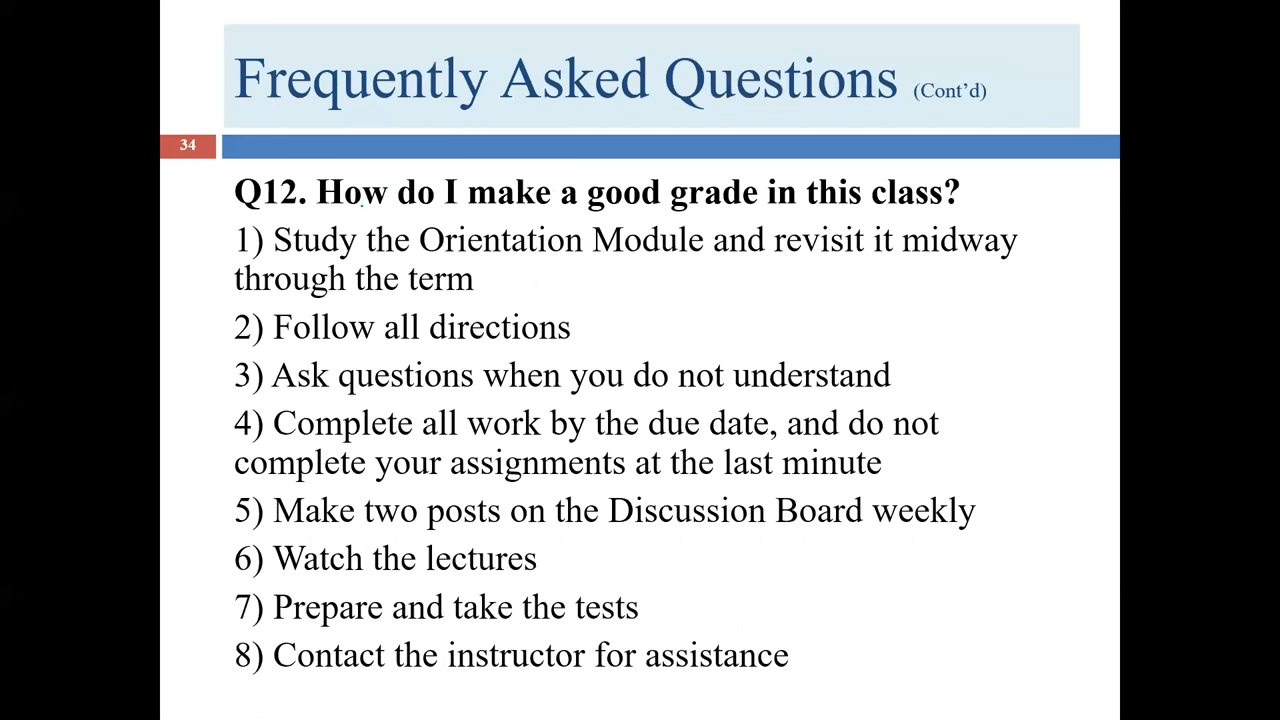 Frequently Asked Questions (Cont’d)
34
Q12. How do I make a good grade in this class?
1) Study the Orientation Module and revisit it midway
through the term
2) Follow all directions
3) Ask questions when you do not understand
4) Complete all work by the due date, and do not
complete your assignments at the last minute
5) Make two posts on the Discussion Board weekly
6) Watch the lectures
7) Prepare and take the tests
8) Contact the instructor for assistance